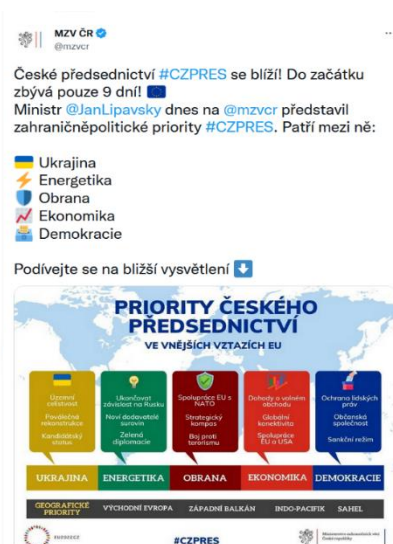 MZV ČR
@mzvcr
České předsednictví #CZPRES se blíží! Do začátku
zbývá pouze 9 dní!
Ministr @JanLipavsky dnes na @mzvcr představil
zahraničněpolitické priority #CZPRES. Patří mezi ně:
Ukrajina
Energetika
Obrana
Ekonomika
Demokracie
Podívejte se na bližší vysvětlení
PRIORITY ČESKÉHO
PŘEDSEDNICTVÍ
VE VNĚJŠÍCH VZTAZÍCH EU
Územní
celistvost
Poválečná
rekonstrukce
Kandidátský
status
Ukončovat
závislost na Rusku
Noví dodavatelé
surovin
Zelená
diplomacie
Spolupráce EU s
NATO
Strategický
kompas
Boj proti
terorismu
Dohody o volném
obchodu
Globální
konektivita
Spolupráce
EU a USA
Ochrana lidských
práv
Občanská
společnost
Sankční režim
UKRAJINA ENERGETIKA OBRANA EKONOMIKA DEMOKRACIE
GEOGRAFICKÉ
PRIORITY
VÝCHODNÍ EVROPA ZÁPADNÍ BALKÁN INDO-PACIFIK SAHEL
#CZPRES